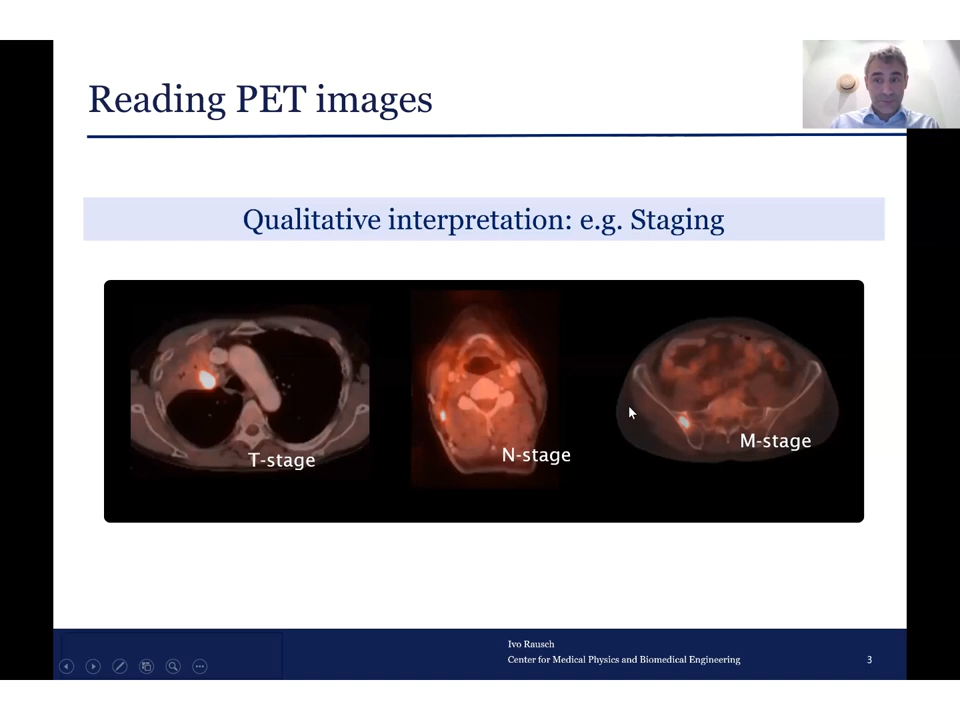 Reading PET images
Qualitative interpretation: e.g. Staging
T-stage
N-stage
M-stage
Ivo Rausch
Center for Medical Physics and Biomedical Engineering
3